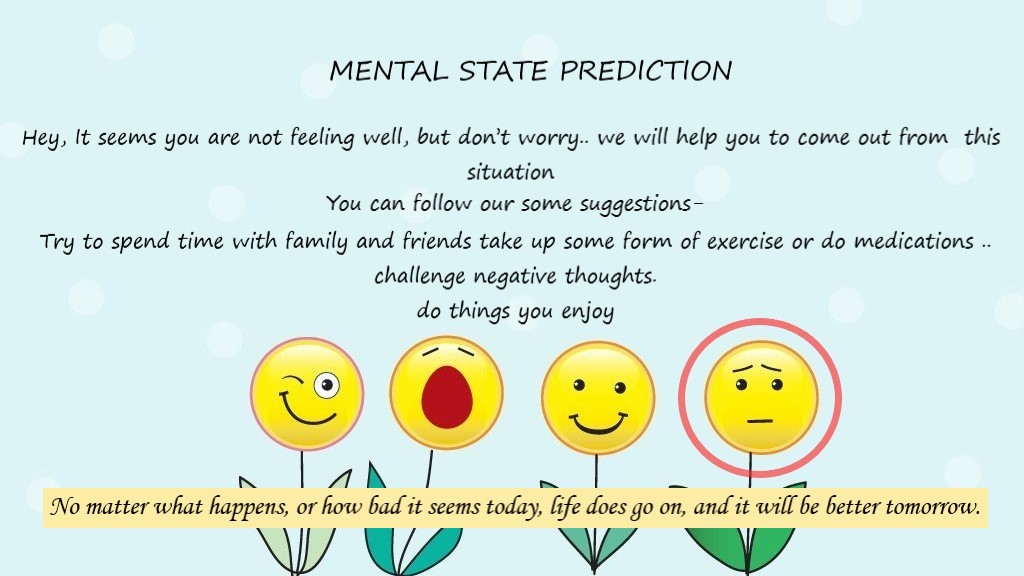 MENTAL STATE PREDICTION
Hey, It seems you are not feeling well, but don't worry.. we will help you to come out from this
situation
You can follow our some suggestions-
Try to spend time with family and friends take up some form of exercise or do medications ..
challenge negative thoughts.
do things you enjoy
No matter what happens, or how bad it seems today, life does go on, and it will be better tomorrow.